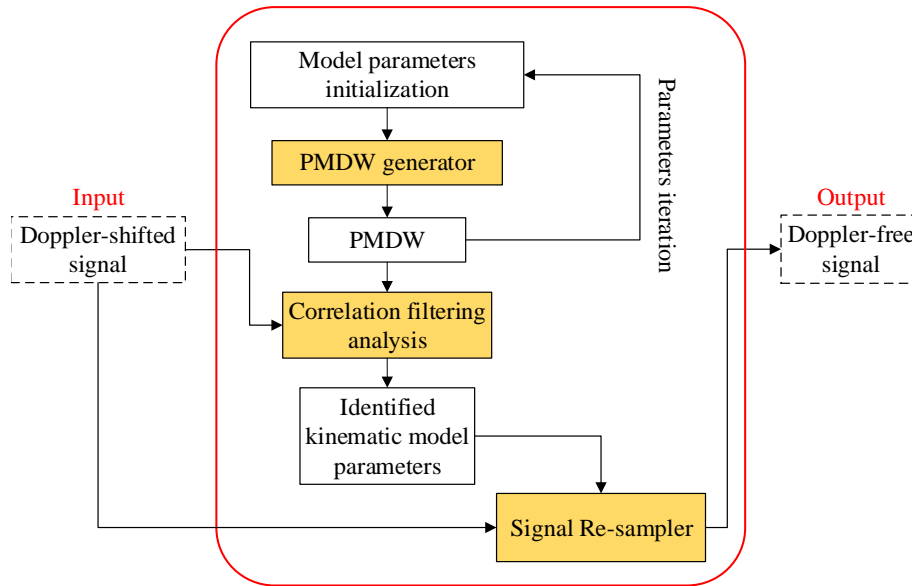 Model parameters
initialization
Parameters iteration
PMDW generator
Input
Doppler-shifted
signal
PMDW
Output
Doppler-free
signal
Correlation filtering
analysis
Identified
kinematic model
parameters
Signal Re-sampler